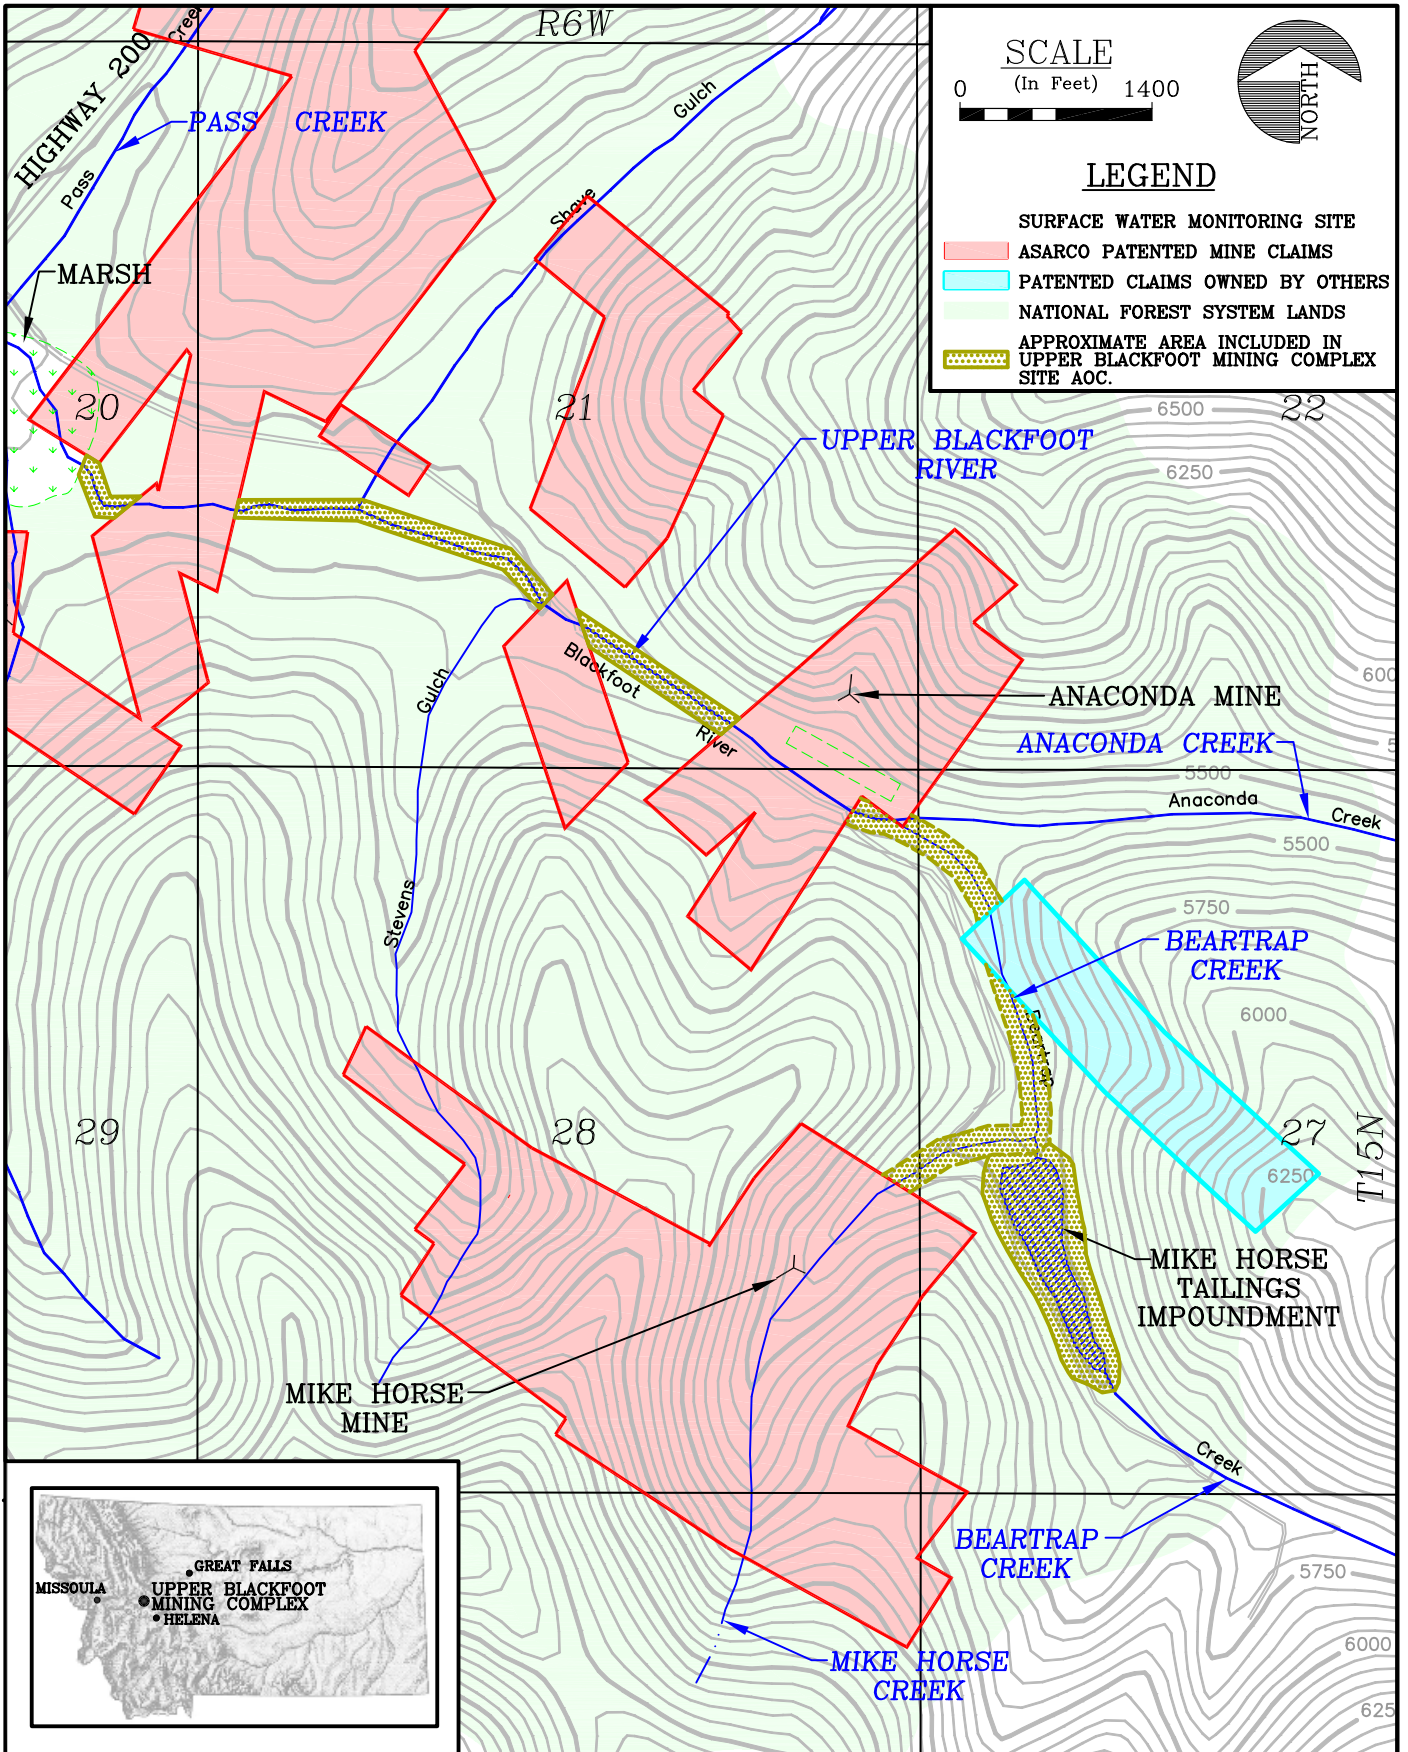 R6W
Creek
HIGHWAY 200
PASS CREEK
Pass
Gulch
Shave
MARSH
SCALE
(In Feet)
0 1400
NORTH
LEGEND
SURFACE WATER MONITORING SITE
ASARCO PATENTED MINE CLAIMS
PATENTED CLAIMS OWNED BY OTHERS
NATIONAL FOREST SYSTEM LANDS
APPROXIMATE AREA INCLUDED IN
UPPER BLACKFOOT MINING COMPLEX
SITE AOC.
20
21
22
6500
6250
UPPER BLACKFOOT
RIVER
Blackfoot
River
Gulch
Stevens
600
ANACONDA MINE
ANACONDA CREEK
5
5500
Anaconda
Creek
5500
5750
BEARTRAP
CREEK
6000
Beartrap
29
28
27
T15N
6250
MIKE HORSE
TAILINGS
IMPOUNDMENT
MIKE HORSE
MINE
Creek
BEARTRAP
CREEK
5750
6000
625
MIKE HORSE
CREEK
GREAT FALLS
MISSOULA
UPPER BLACKFOOT
MINING COMPLEX
HELENA